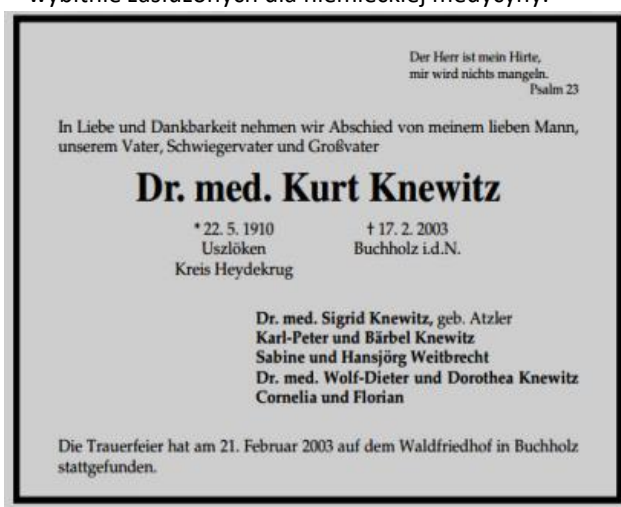 wybitnie zasłużonych dla niemieckiej medycyny.
Der Herr ist mein Hirte,
mir wird nichts mangeln.
Psalm 23
In Liebe und Dankbarkeit nehmen wir Abschied von meinem lieben Mann,
unserem Vater, Schwiegervater und Großvater
Dr. med. Kurt Knewitz
* 22. 5. 1910
Uszlöken
Kreis Heydekrug
† 17. 2. 2003
Buchholz i.d.N.
Dr. med. Sigrid Knewitz, geb. Atzler
Karl-Peter und Bärbel Knewitz
Sabine und Hansjörg Weitbrecht
Dr. med. Wolf-Dieter und Dorothea Knewitz
Cornelia und Florian
Die Trauerfeier hat am 21. Februar 2003 auf dem Waldfriedhof in Buchholz
stattgefunden.